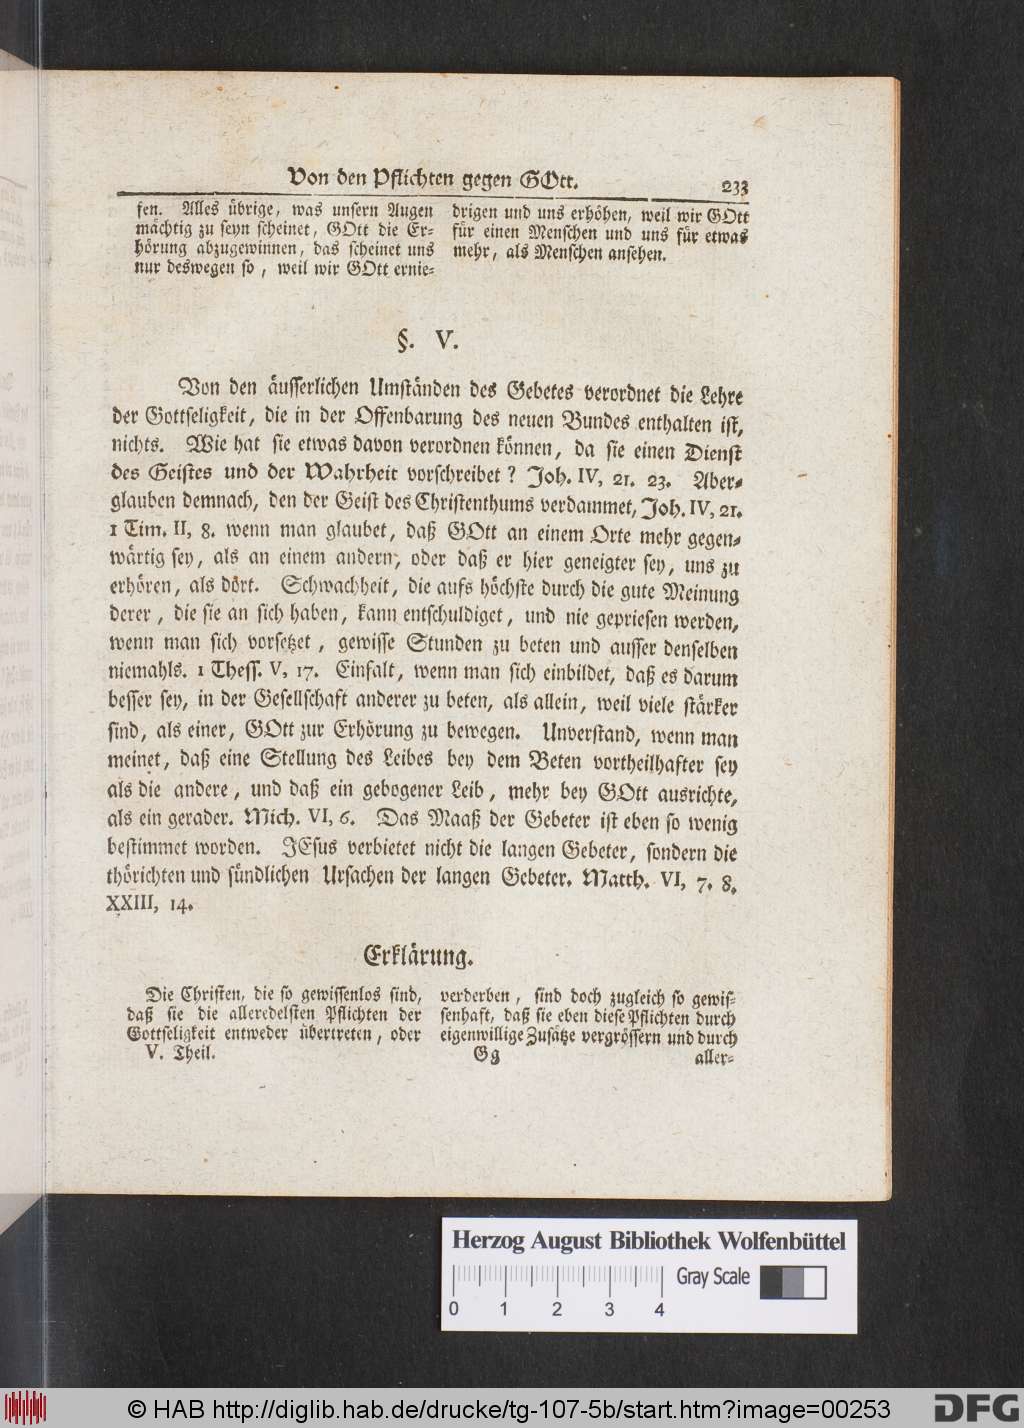 Von den Pflichten gegen GOtt. 233
fen. Alles übrige, was unsern Augen
mächtig zu seyn scheinet, GOtt die Er-
hörung abzugewinnen, das scheinet uns
nur deswegen so, weil wir GOtt ernie-
drigen und uns erhöhen, weil wir GOtt
für einen Menschen und uns für etwas
mehr, als Menschen ansehen.
§. V.
Von den äusserlichen Umständen des Gebetes verordnet die Lehre
der Gottseligkeit, die in der Offenbarung des neuen Bundes enthalten ist,
nichts. Wie hat sie etwas davon verordnen können, da sie einen Dienst
des Geistes und der Wahrheit vorschreibet? Joh. IV, 21. 23. Aber-
glauben demnach, den der Geist des Christenthums verdammet, Joh. IV, 21.
1 Tim. II, 8. wenn man glaubet, daß GOtt an einem Orte mehr gegen-
wärtig sey, als an einem andern, oder daß er hier geneigter sey, uns zu
erhören, als dort. Schwachheit, die aufs höchste durch die gute Meinung
derer, die sie an sich haben, kann entschuldiget, und nie gepriesen werden,
wenn man sich vorsetzet, gewisse Stunden zu beten und ausser denselben
niemahls. 1 Thess. V, 17. Einfalt, wenn man sich einbildet, daß es darum
besser sey, in der Gesellschaft anderer zu beten, als allein, weil viele stärker
sind, als einer, GOtt zur Erhörung zu bewegen. Unverstand, wenn man
meinet, daß eine Stellung des Leibes bey dem Beten vortheilhafter sey
als die andere, und daß ein gebogener Leib, mehr bey GOtt ausrichte,
als ein gerader. Mich. VI, 6. Das Maaß der Gebeter ist eben so wenig
bestimmet worden. JEsus verbietet nicht die langen Gebeter, sondern die
thörichten und sündlichen Ursachen der langen Gebeter. Matth. VI, 7. 8.
XXIII, 14.
Erklärung.
Die Christen, die so gewissenlos sind,
daß sie die alleredelsten Pflichten der
Gottseligkeit entweder übertreten, oder
verderben, sind doch zugleich so gewis-
senhaft, daß sie eben diese Pflichten durch
eigenwillige Zusätze vergrössern und durch
V. Theil. Gg aller-
Herzog August Bibliothek Wolfenbüttel
Gray Scale
0 1 2 3 4
© HAB http://diglib.hab.de/drucke/tg-107-5b/start.htm?image=00253
DFG